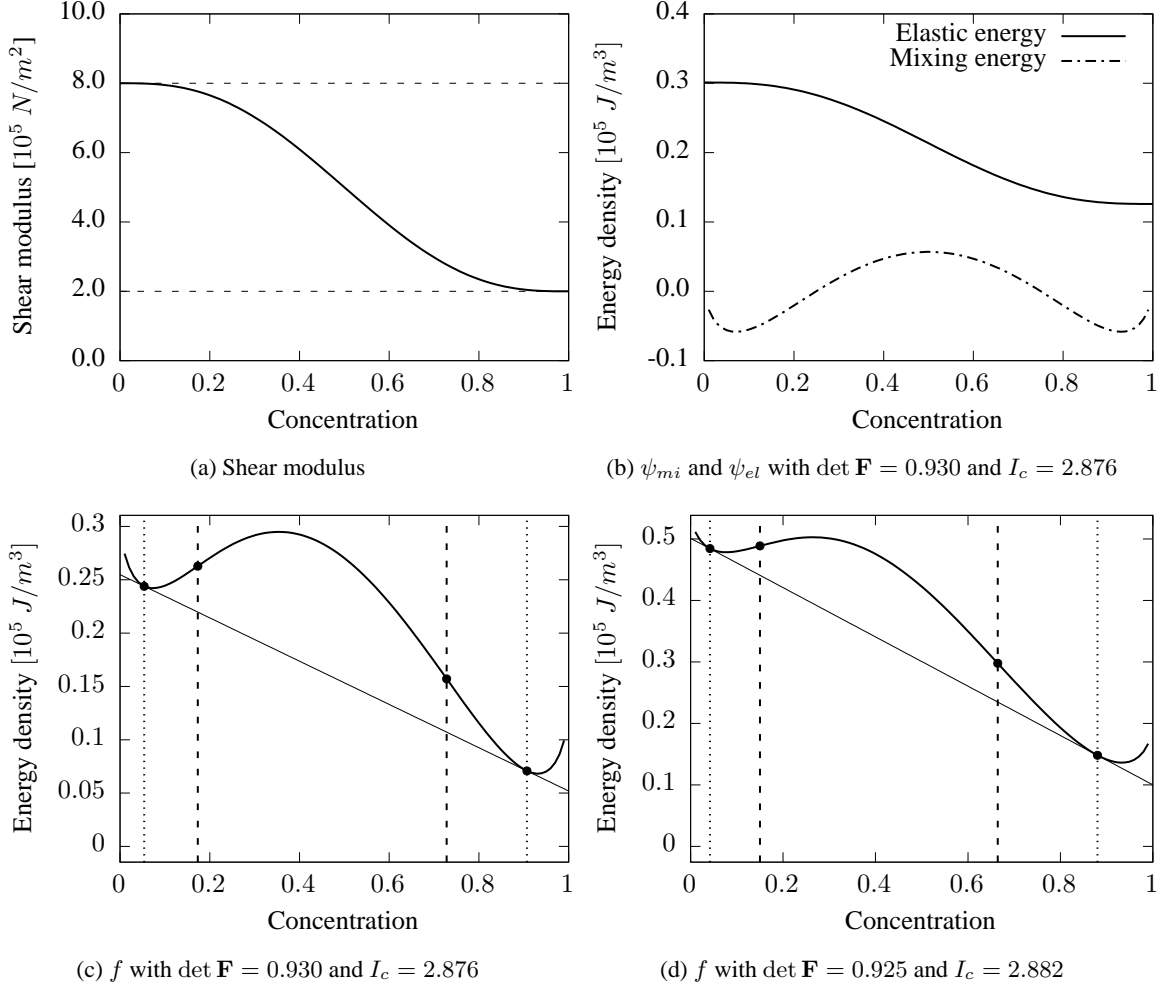 10.0
8.0
6.0
4.0
2.0
0.0
Shear modulus [10^5 N/m^2]
0 0.2 0.4 0.6 0.8 1
Concentration
(a) Shear modulus
0.4
0.3
0.2
0.1
0.0
-0.1
Energy density [10^5 J/m^3]
Elastic energy
Mixing energy
0 0.2 0.4 0.6 0.8 1
Concentration
(b) ψ_{mi} and ψ_{el} with det F = 0.930 and I_c = 2.876
0.3
0.25
0.2
0.15
0.1
0.05
0
Energy density [10^5 J/m^3]
0 0.2 0.4 0.6 0.8 1
Concentration
(c) f with det F = 0.930 and I_c = 2.876
0.5
0.4
0.3
0.2
0.1
0
Energy density [10^5 J/m^3]
0 0.2 0.4 0.6 0.8 1
Concentration
(d) f with det F = 0.925 and I_c = 2.882